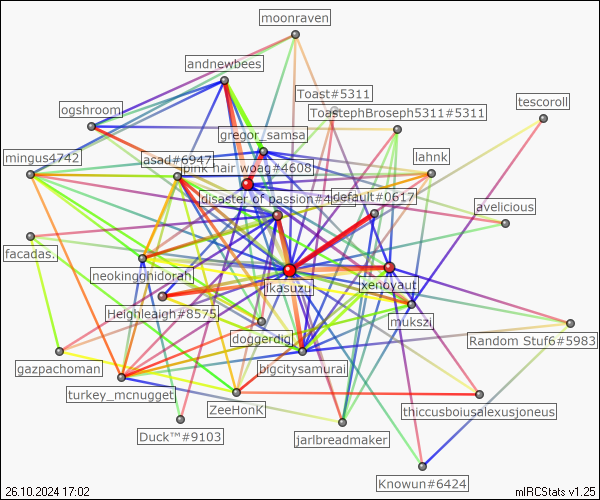 moonraven
andnewbees
Toast#5311
ToastephBroseph5311#5311
tescoroll
ogshroom
gregor_samsa
mingus4742
asad#6947
pink hair woag#4608
lahnk
disaster of passion#4
default#0617
avelicious
facadas.
neokingghidorah
ikasuzu
xenoyaut
Heighleaigh#8575
mukszi
doggerdig
Random Stuf6#5983
gazpachoman
bigcitysamurai
turkey_mcnugget
ZeeHonK
thiccusboiusalexusjoneus
Duck™#9103
jarlbreadmaker
Knowun#6424
26.10.2024 17:02
mIRCStats v1.25